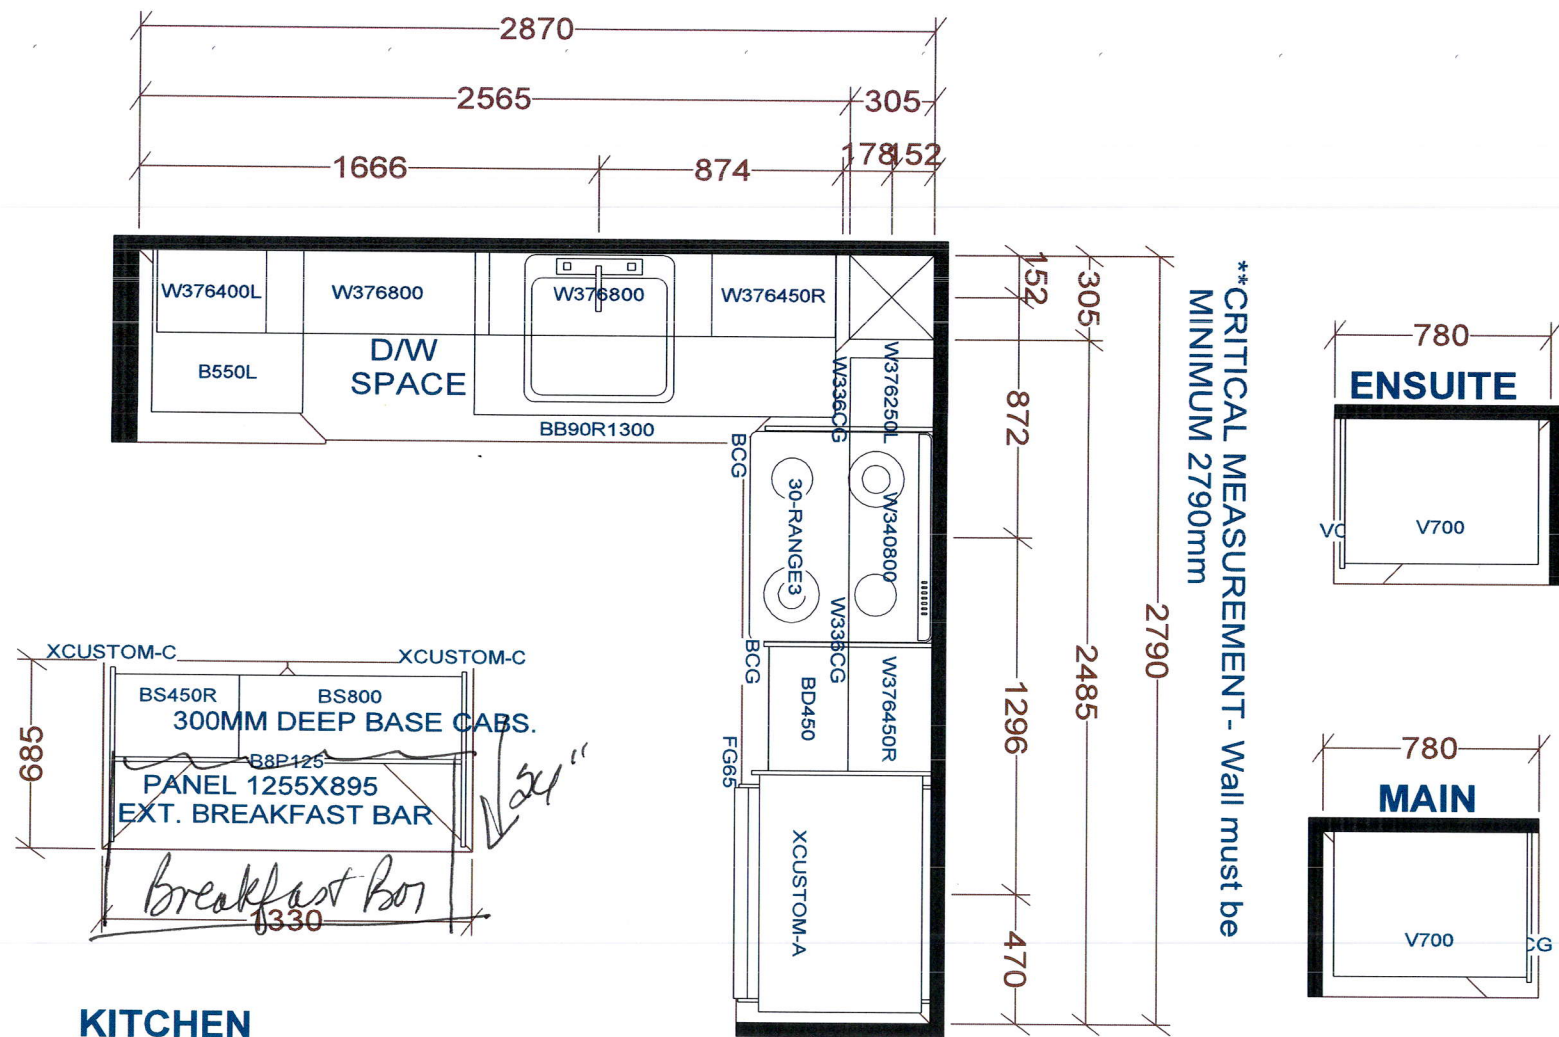 2870
2565
305
1666
874
178
152
W376400L
W376800
W376800
W376450R
D/W
SPACE
B550L
BB90R1300
W336CG
W376250L
BCG
30-RANGE3
W340800
W336CG
BCG
BD450
W376450R
FG65
XCUSTOM-A
152
305
872
2790
2485
1296
470
**CRITICAL MEASUREMENT- Wall must be
MINIMUM 2790mm
780
ENSUITE
VC
V700
780
MAIN
V700
CG
XCUSTOM-C
XCUSTOM-C
BS450R
BS800
300MM DEEP BASE CABS.
685
B8P125
PANEL 1255X895
EXT. BREAKFAST BAR
24"
Breakfast Bar
1330
KITCHEN